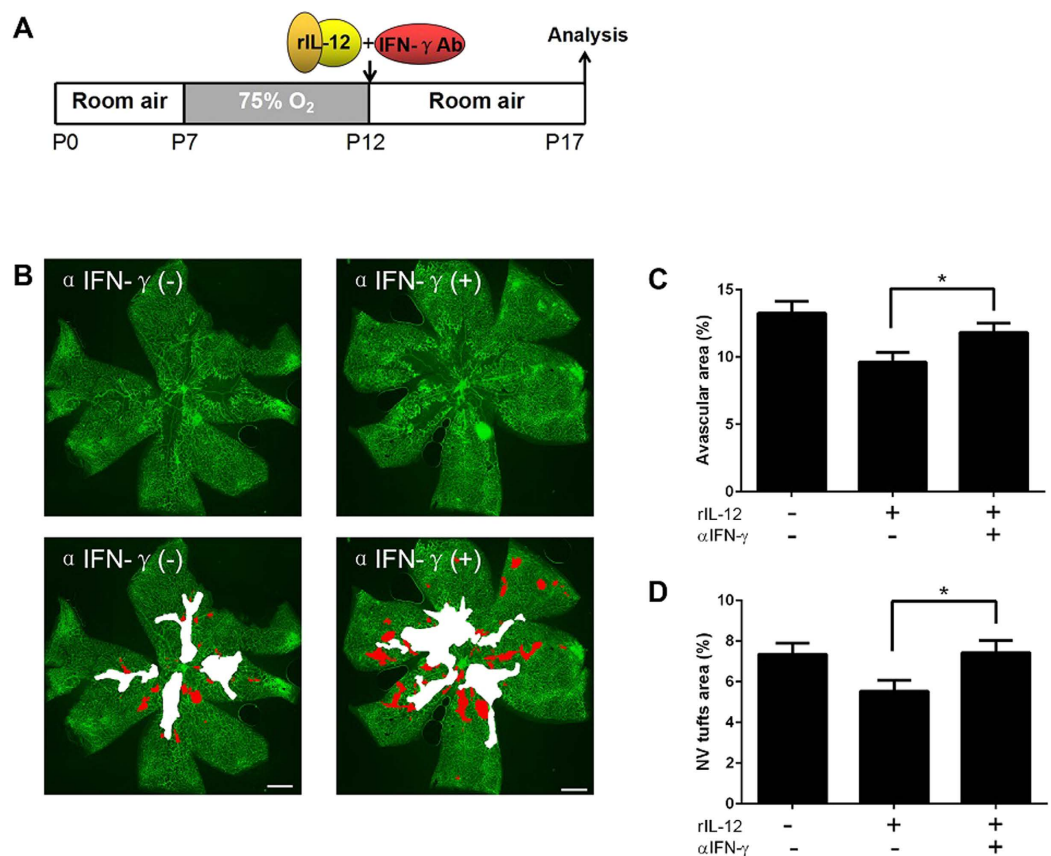 A
rIL-12 + IFN-γ Ab
Analysis
Room air 75% O₂ Room air
P0 P7 P12 P17
B
α IFN-γ (-)
α IFN-γ (+)
α IFN-γ (-)
α IFN-γ (+)
C
*
Avascular area (%)
15
10
5
0
rIL-12 - + +
αIFN-γ - - +
D
*
NV tufts area (%)
10
8
6
4
2
0
rIL-12 - + +
αIFN-γ - - +